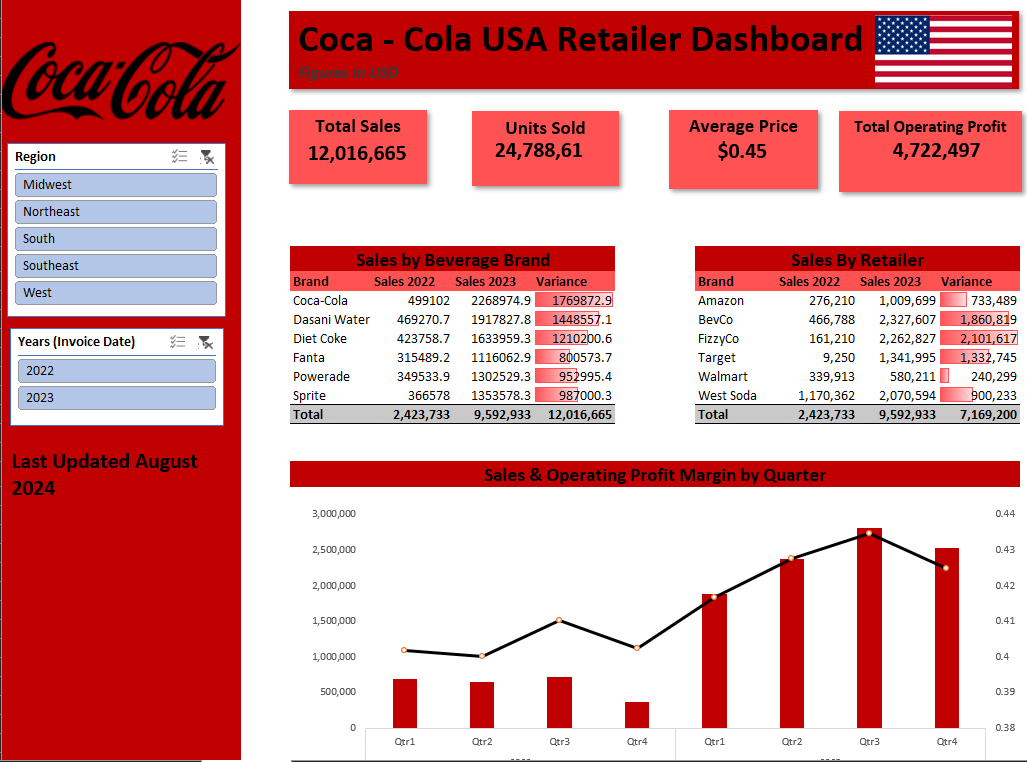 Coca-Cola
Region
Midwest
Northeast
South
Southeast
West
Years (Invoice Date)
2022
2023
Last Updated August
2024
Coca - Cola USA Retailer Dashboard
Figures in USD
Total Sales
12,016,665
Units Sold
24,788,61
Average Price
$0.45
Total Operating Profit
4,722,497
Sales by Beverage Brand
Brand Sales 2022 Sales 2023 Variance
Coca-Cola 499102 2268974.9 1769872.9
Dasani Water 469270.7 1917827.8 1448557.1
Diet Coke 423758.7 1633959.3 1210200.6
Fanta 315489.2 1116062.9 800573.7
Powerade 349533.9 1302529.3 952995.4
Sprite 366578 1353578.3 987000.3
Total 2,423,733 9,592,933 12,016,665
Sales By Retailer
Brand Sales 2022 Sales 2023 Variance
Amazon 276,210 1,009,699 733,489
BevCo 466,788 2,327,607 1,860,819
FizzyCo 161,210 2,262,827 2,101,617
Target 9,250 1,341,995 1,332,745
Walmart 339,913 580,211 240,299
West Soda 1,170,362 2,070,594 900,233
Total 2,423,733 9,592,933 7,169,200
Sales & Operating Profit Margin by Quarter
3,000,000 0.44
2,500,000 0.43
2,000,000 0.42
1,500,000 0.41
1,000,000 0.4
500,000 0.39
0 0.38
Qtr1 Qtr2 Qtr3 Qtr4 Qtr1 Qtr2 Qtr3 Qtr4